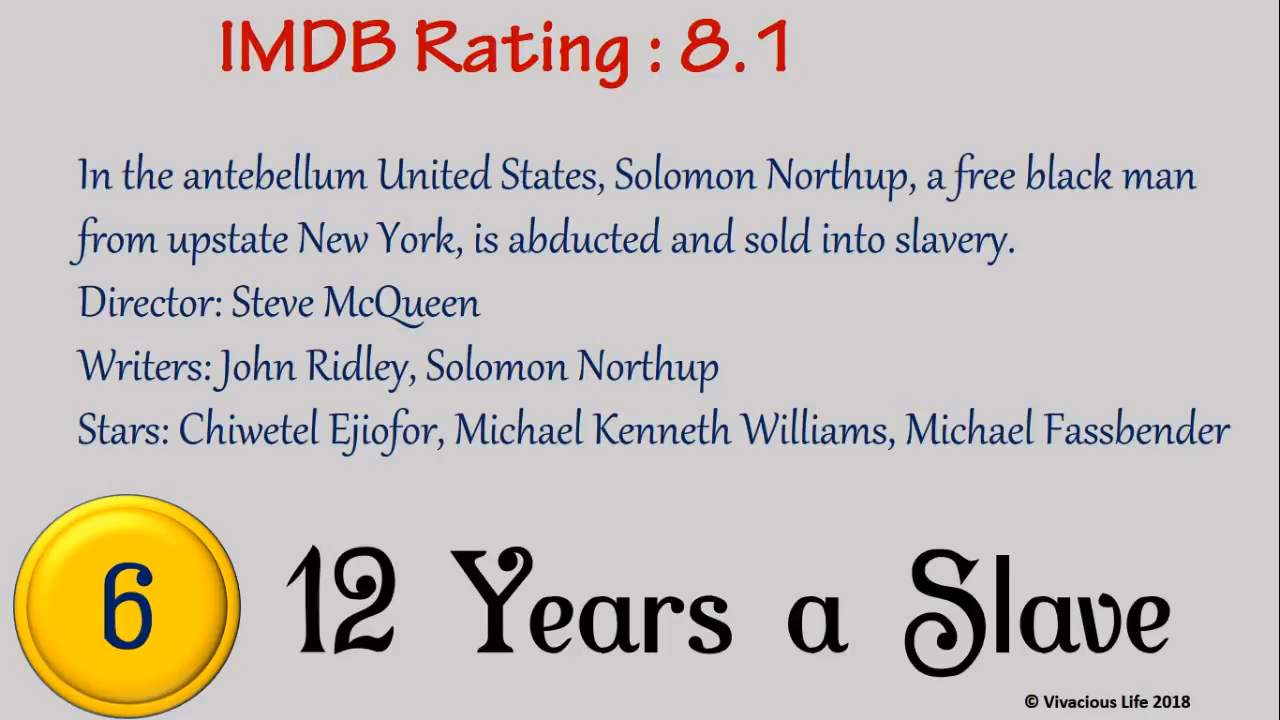 IMDB Rating : 8.1
In the antebellum United States, Solomon Northup, a free black man
from upstate New York, is abducted and sold into slavery.
Director: Steve McQueen
Writers: John Ridley, Solomon Northup
Stars: Chiwetel Ejiofor, Michael Kenneth Williams, Michael Fassbender
6 12 Years a Slave
© Vivacious Life 2018